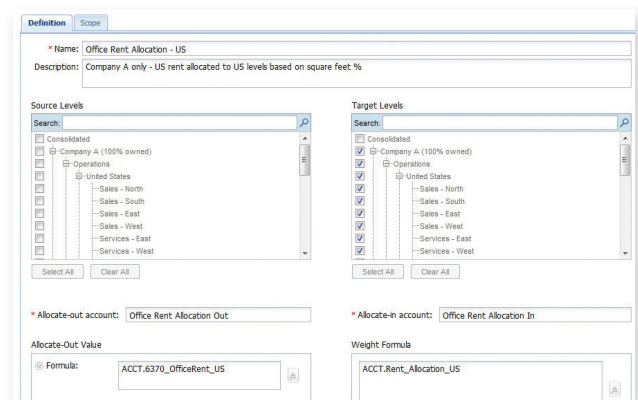 Definition Scope
* Name: Office Rent Allocation - US
Description: Company A only - US rent allocated to US levels based on square feet %
Source Levels Target Levels
Search: Search:
Consolidated Consolidated
Company A (100% owned) Company A (100% owned)
Operations Operations
United States United States
Sales - North Sales - North
Sales - South Sales - South
Sales - East Sales - East
Sales - West Sales - West
Services - East Services - East
Services - West Services - West
Select All Clear All Select All Clear All
* Allocate-out account: Office Rent Allocation Out * Allocate-in account: Office Rent Allocation In
Allocate-Out Value Weight Formula
Formula: ACCT.6370_OfficeRent_US ACCT.Rent_Allocation_US